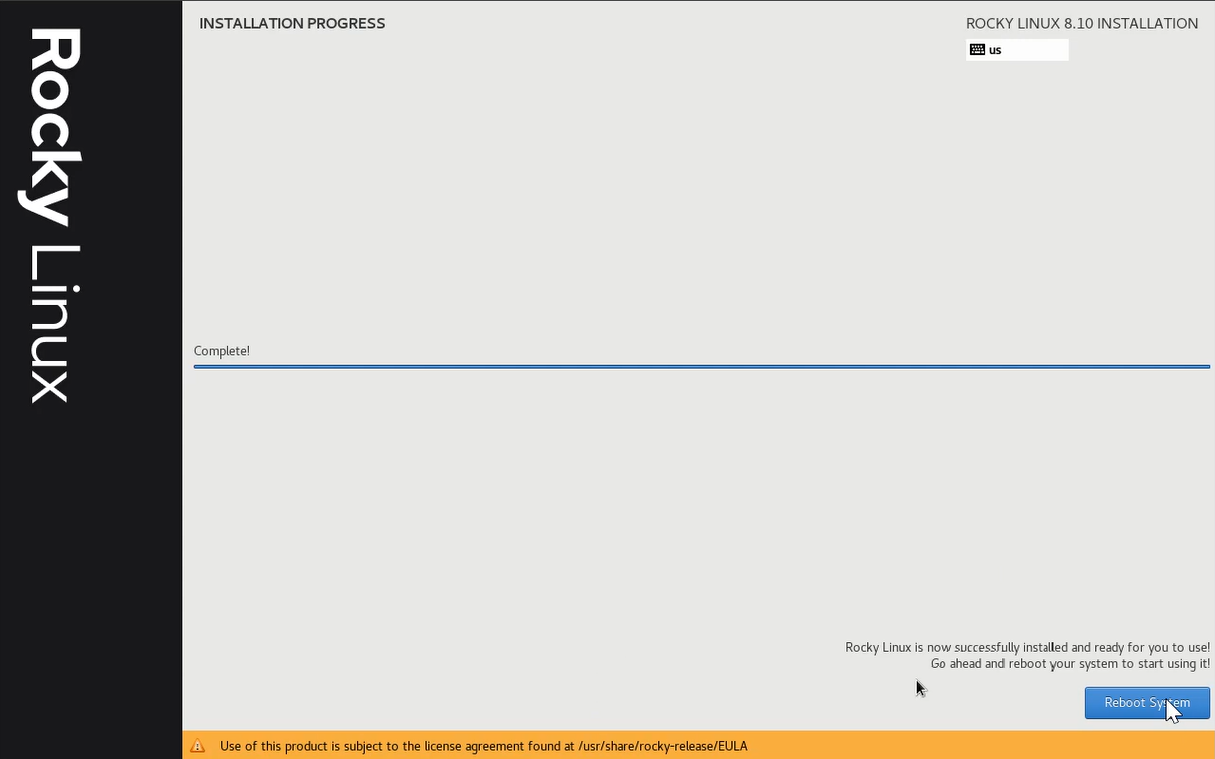 Rocky Linux
INSTALLATION PROGRESS
ROCKY LINUX 8.10 INSTALLATION
us
Complete!
Rocky Linux is now successfully installed and ready for you to use!
Go ahead and reboot your system to start using it!
Reboot System
Use of this product is subject to the license agreement found at /usr/share/rocky-release/EULA